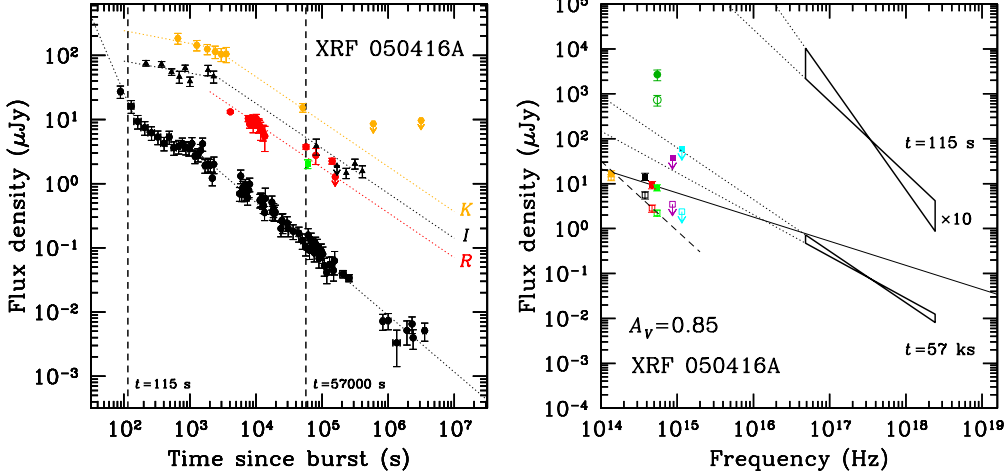 XRF 050416A
Flux density (μJy)
10²
10¹
10⁰
10⁻¹
10⁻²
10⁻³
K
I
R
t=115 s
t=57000 s
10² 10³ 10⁴ 10⁵ 10⁶ 10⁷
Time since burst (s)
Flux density (μJy)
10⁵
10⁴
10³
10²
10¹
10⁰
10⁻¹
10⁻²
10⁻³
10⁻⁴
t=115 s
×10
A_V=0.85
t=57 ks
XRF 050416A
10¹⁴ 10¹⁵ 10¹⁶ 10¹⁷ 10¹⁸ 10¹⁹
Frequency (Hz)